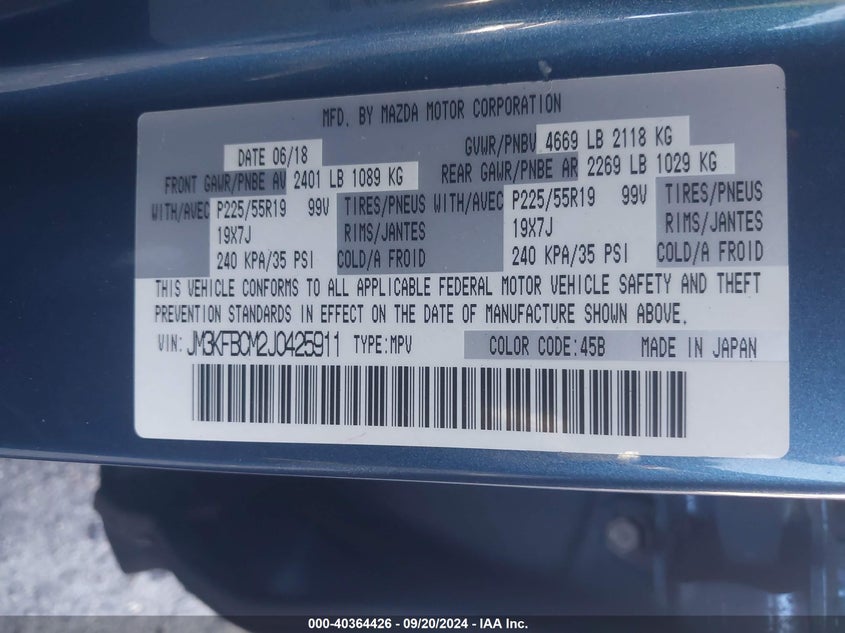 MFD. BY MAZDA MOTOR CORPORATION
DATE 06/18
GVWR/PNBV 4669 LB 2118 KG
FRONT GAWR/PNBE AV 2401 LB 1089 KG
REAR GAWR/PNBE AR 2269 LB 1029 KG
WITH/AVEC P225/55R19 99V TIRES/PNEUS WITH/AVEC P225/55R19 99V TIRES/PNEUS
19X7J RIMS/JANTES 19X7J RIMS/JANTES
240 KPA/35 PSI COLD/A FROID 240 KPA/35 PSI COLD/A FROID
THIS VEHICLE CONFORMS TO ALL APPLICABLE FEDERAL MOTOR VEHICLE SAFETY AND THEFT
PREVENTION STANDARDS IN EFFECT ON THE DATE OF MANUFACTURE SHOWN ABOVE.
VIN: JM3KFBCM2J0425911 TYPE:MPV COLOR CODE:45B MADE IN JAPAN
000-40364426 - 09/20/2024 - IAA Inc.